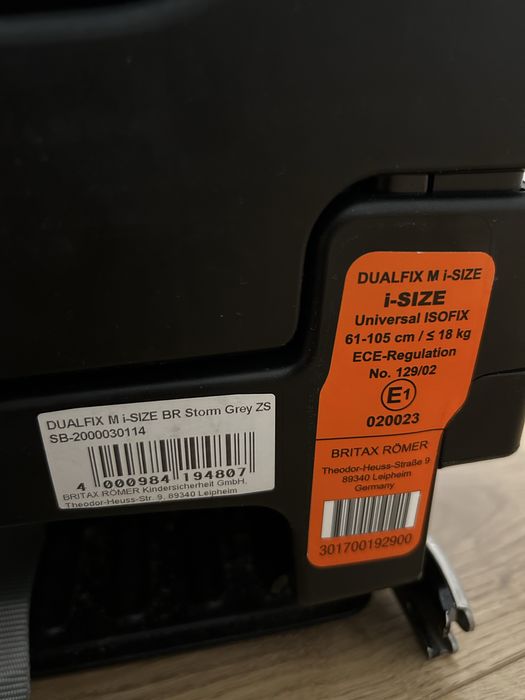 DUALFIX M i-SIZE
i-SIZE
Universal ISOFIX
61-105 cm / ≤ 18 kg
ECE-Regulation
No. 129/02
E1
020023
BRITAX RÖMER
Theodor-Heuss-Straße 9
89340 Leipheim
Germany
301700192900
DUALFIX M i-SIZE BR Storm Grey ZS
SB-2000030114
4 000984 194807
BRITAX RÖMER Kindersicherheit GmbH,
Theodor-Heuss-Str. 9, 89340 Leipheim